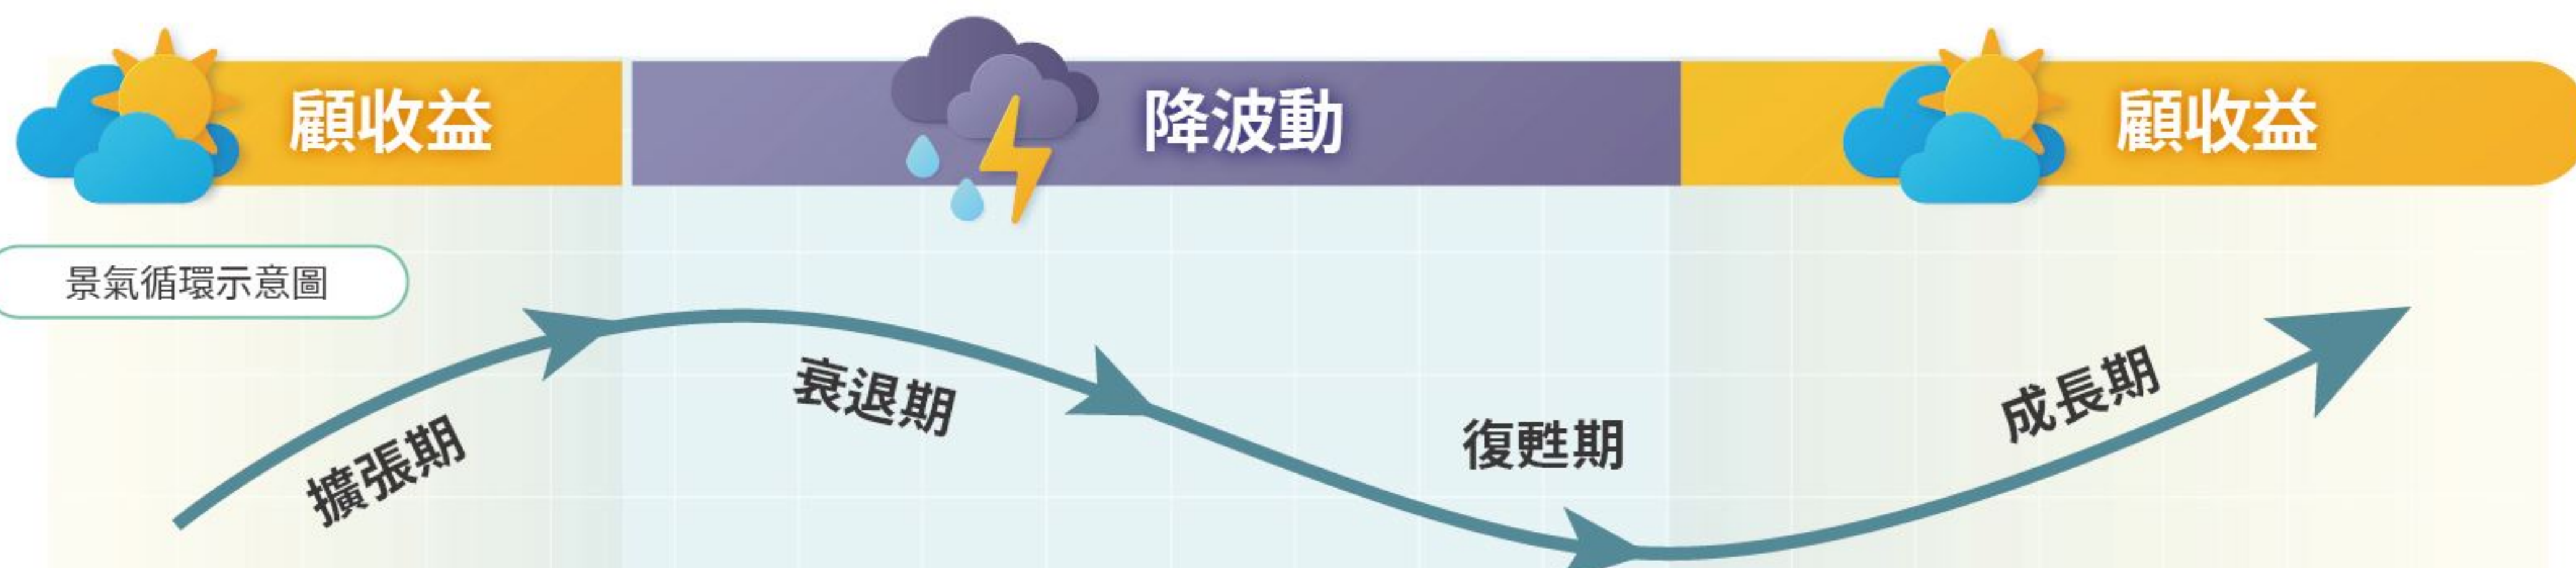 顧收益
降波動
顧收益
景氣循環示意圖
擴張期
衰退期
復甦期
成長期